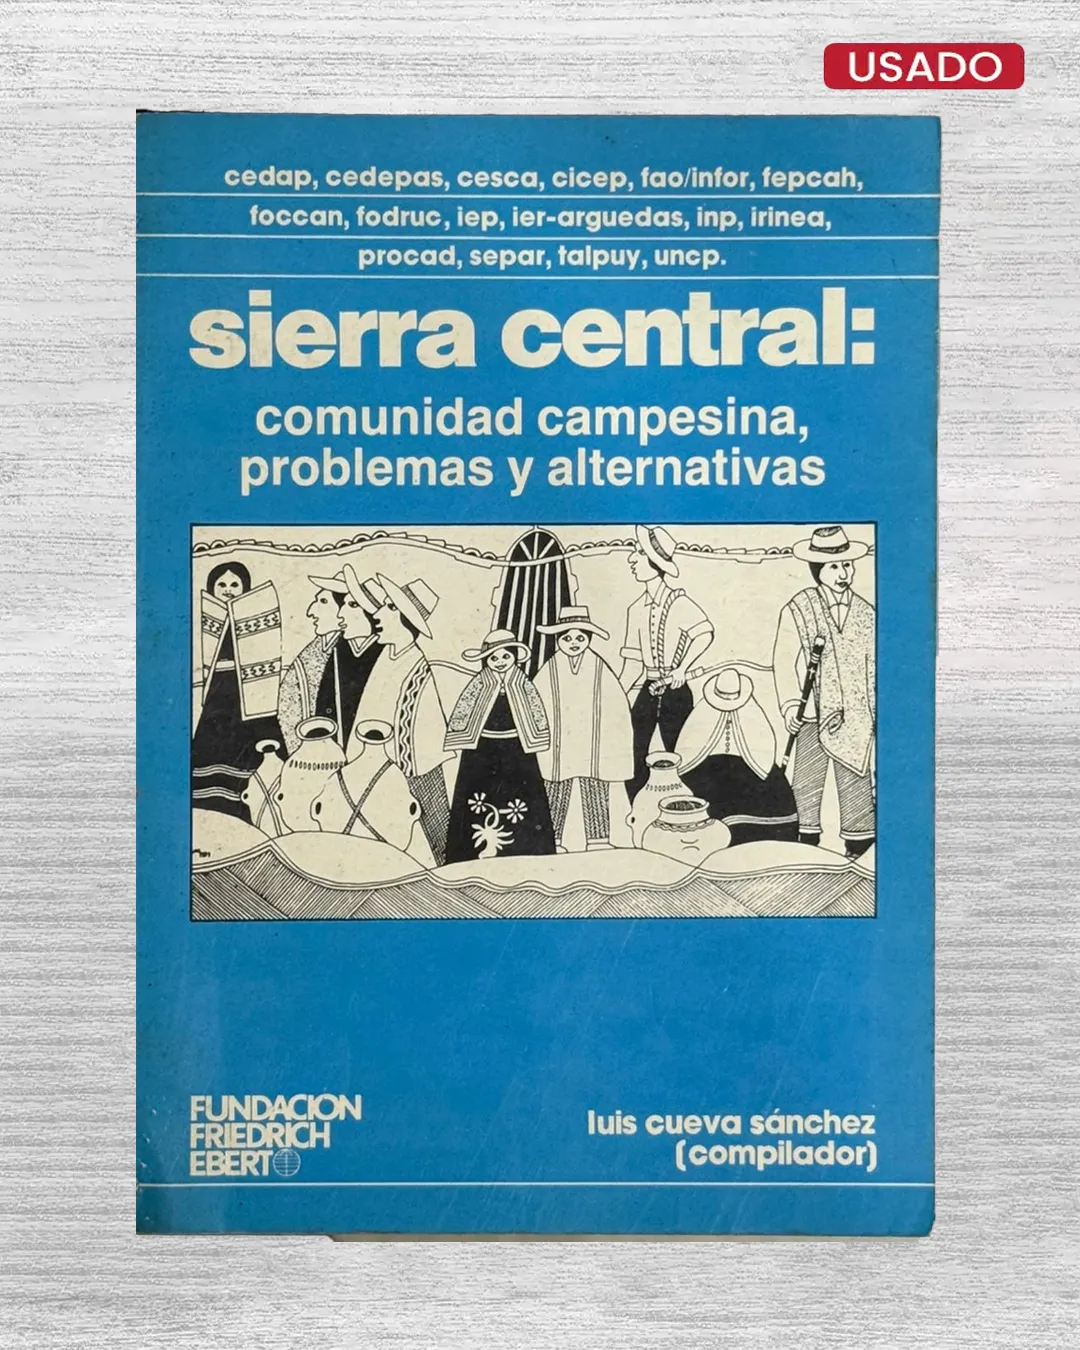 USADO
cedap, cedepas, cesca, cicep, fao/infor, fepcah,
foccan, fodruc, iep, ier-arguedas, inp, irinea,
procad, separ, talpuy, uncp.
sierra central:
comunidad campesina,
problemas y alternativas
FUNDACION
FRIEDRICH
EBERT
luis cueva sánchez
(compilador)